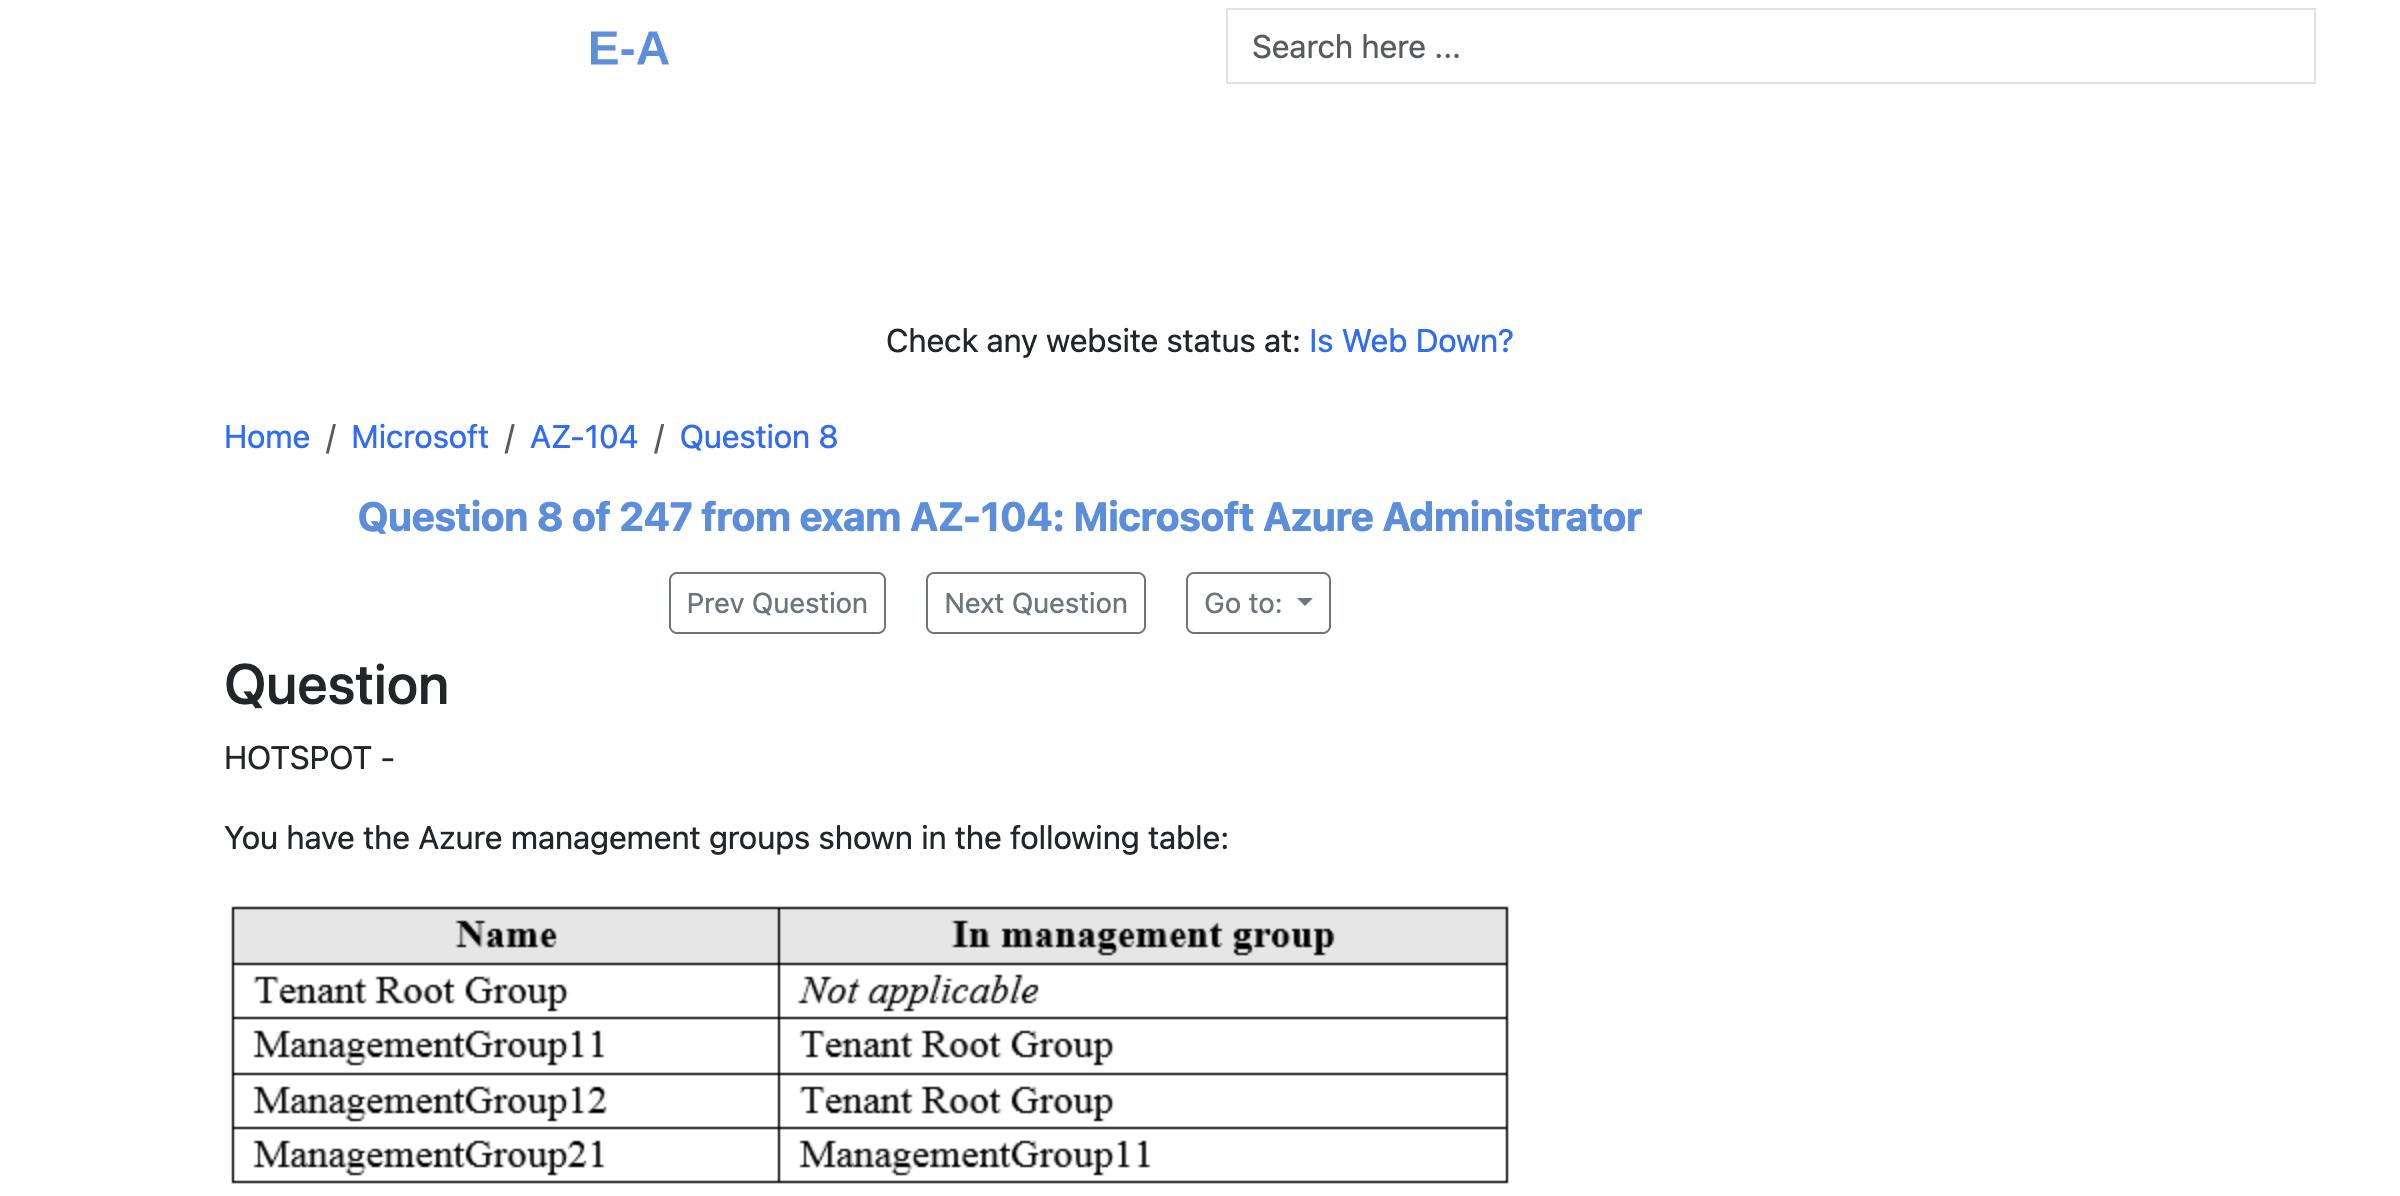 E-A
Search here ...
Check any website status at: Is Web Down?
Home / Microsoft / AZ-104 / Question 8
Question 8 of 247 from exam AZ-104: Microsoft Azure Administrator
Prev Question Next Question Go to:
Question
HOTSPOT -
You have the Azure management groups shown in the following table:
Name In management group
Tenant Root Group Not applicable
ManagementGroup11 Tenant Root Group
ManagementGroup12 Tenant Root Group
ManagementGroup21 ManagementGroup11